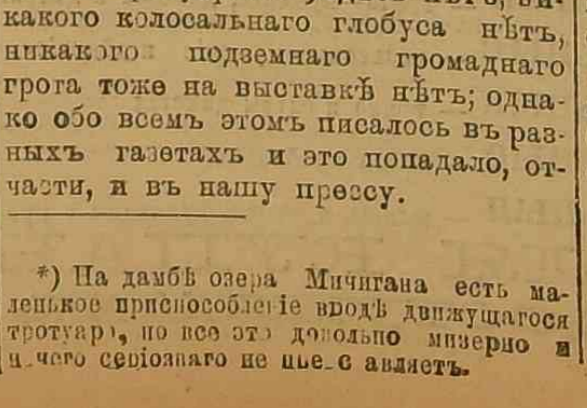 какого колосальнаго глобуса нѣтъ,
никакого подземнаго громаднаго
грота тоже на выставкѣ нѣтъ; одна-
ко обо всемъ этомъ писалось въ раз-
ныхъ газетахъ и это попадало, от-
части, и въ нашу прессу.
*) На дамбѣ озера Мичигана есть ма-
ленькое приспособленіе вродѣ движущагося
тротуара, но все это довольно мизерно и
ничего серіознаго не